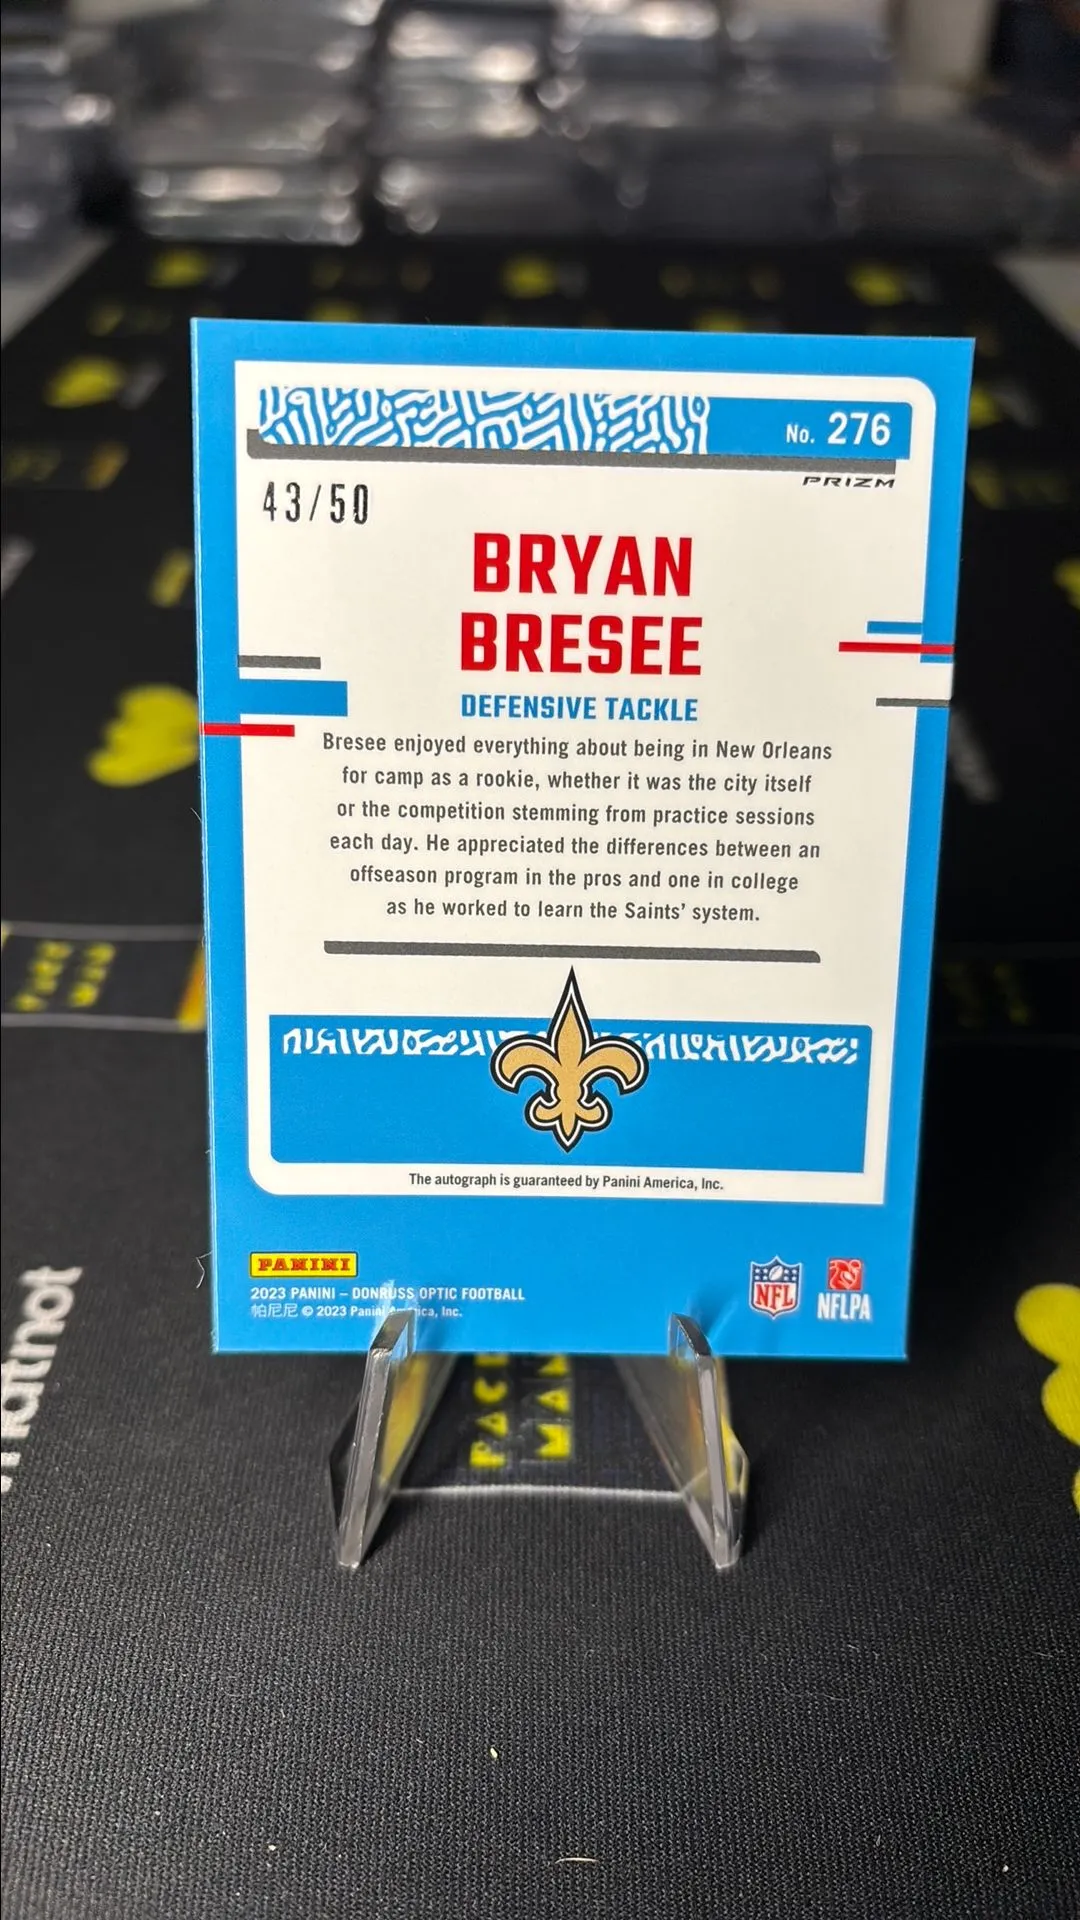 No. 276
PRIZM
43/50
BRYAN
BRESEE
DEFENSIVE TACKLE
Bresee enjoyed everything about being in New Orleans
for camp as a rookie, whether it was the city itself
or the competition stemming from practice sessions
each day. He appreciated the differences between an
offseason program in the pros and one in college
as he worked to learn the Saints' system.
The autograph is guaranteed by Panini America, Inc.
PANINI
2023 PANINI – DONRUSS OPTIC FOOTBALL
帕尼尼 © 2023 Panini America, Inc.
NFL
NFLPA